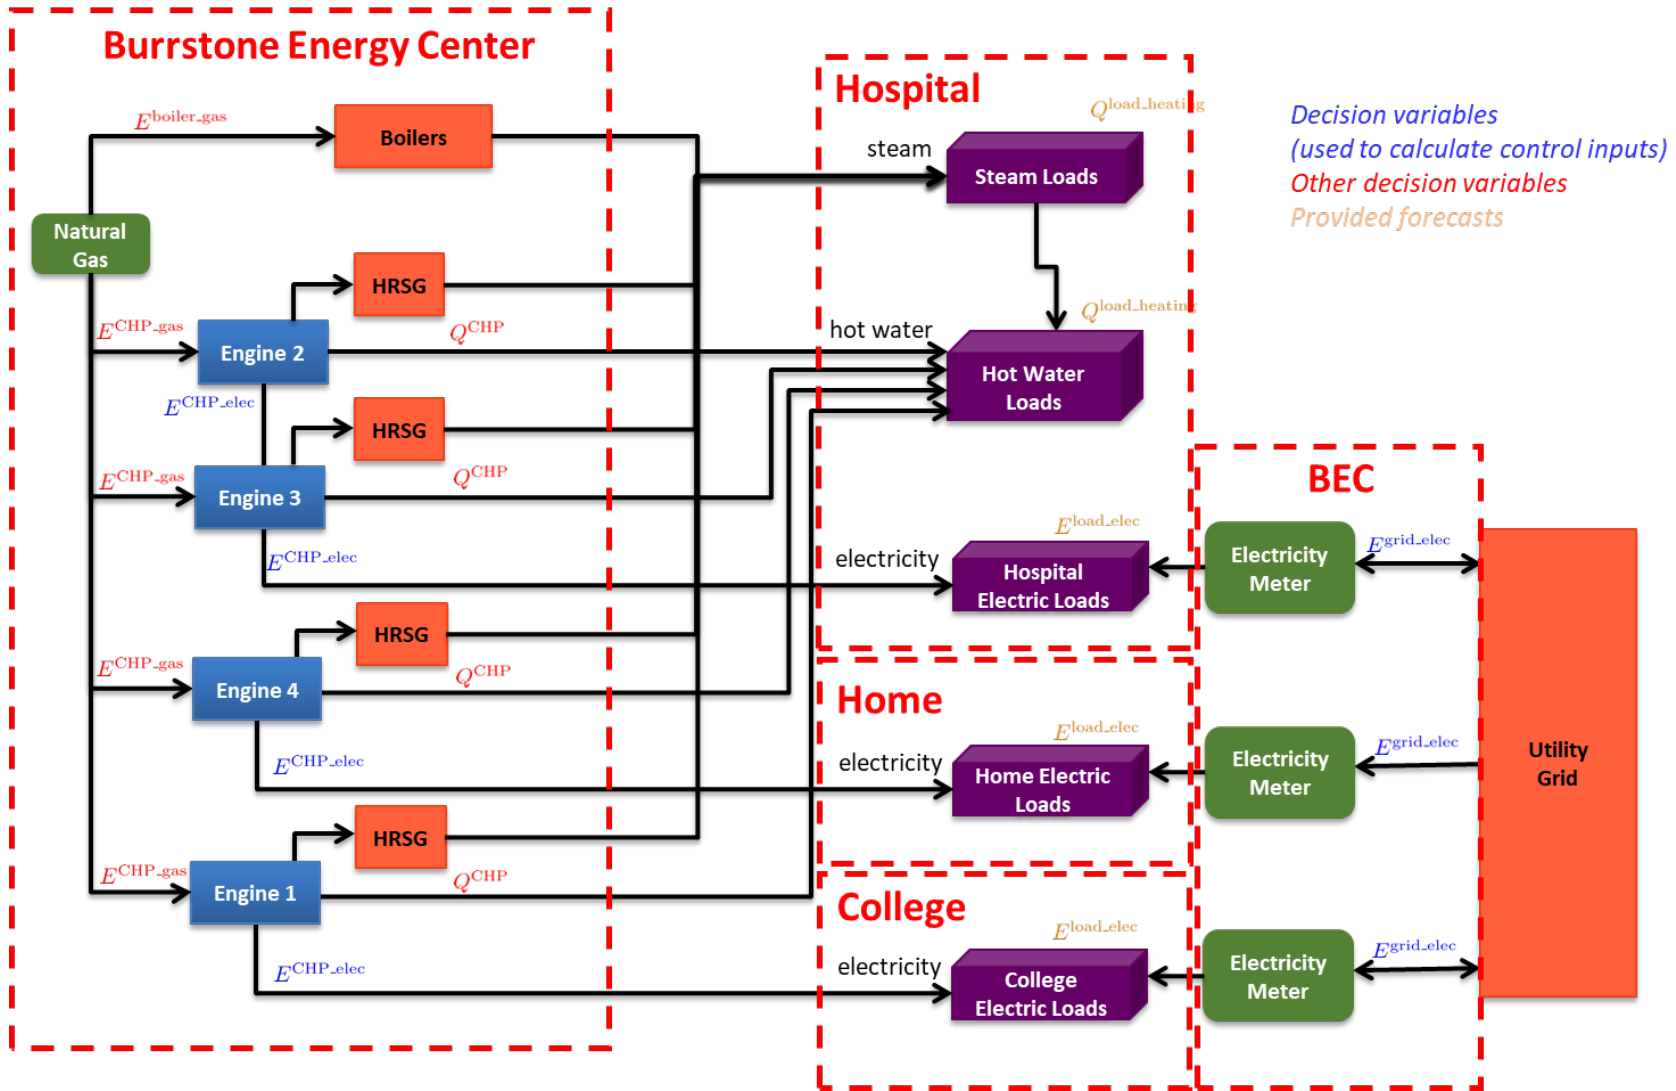 Burrstone Energy Center
E^boiler_gas
Boilers
Natural
Gas
HRSG
E^CHP_gas
Engine 2
Q^CHP
E^CHP_elec
HRSG
E^CHP_gas
Engine 3
Q^CHP
E^CHP_elec
HRSG
E^CHP_gas
Engine 4
Q^CHP
E^CHP_elec
HRSG
E^CHP_gas
Engine 1
Q^CHP
E^CHP_elec
Hospital
Q^load_heating
steam
Steam Loads
Q^load_heating
hot water
Hot Water
Loads
E^load_elec
electricity
Hospital
Electric Loads
Home
E^load_elec
electricity
Home Electric
Loads
College
E^load_elec
electricity
College
Electric Loads
BEC
Electricity
Meter
E^grid_elec
Electricity
Meter
E^grid_elec
Electricity
Meter
E^grid_elec
Utility
Grid
Decision variables
(used to calculate control inputs)
Other decision variables
Provided forecasts